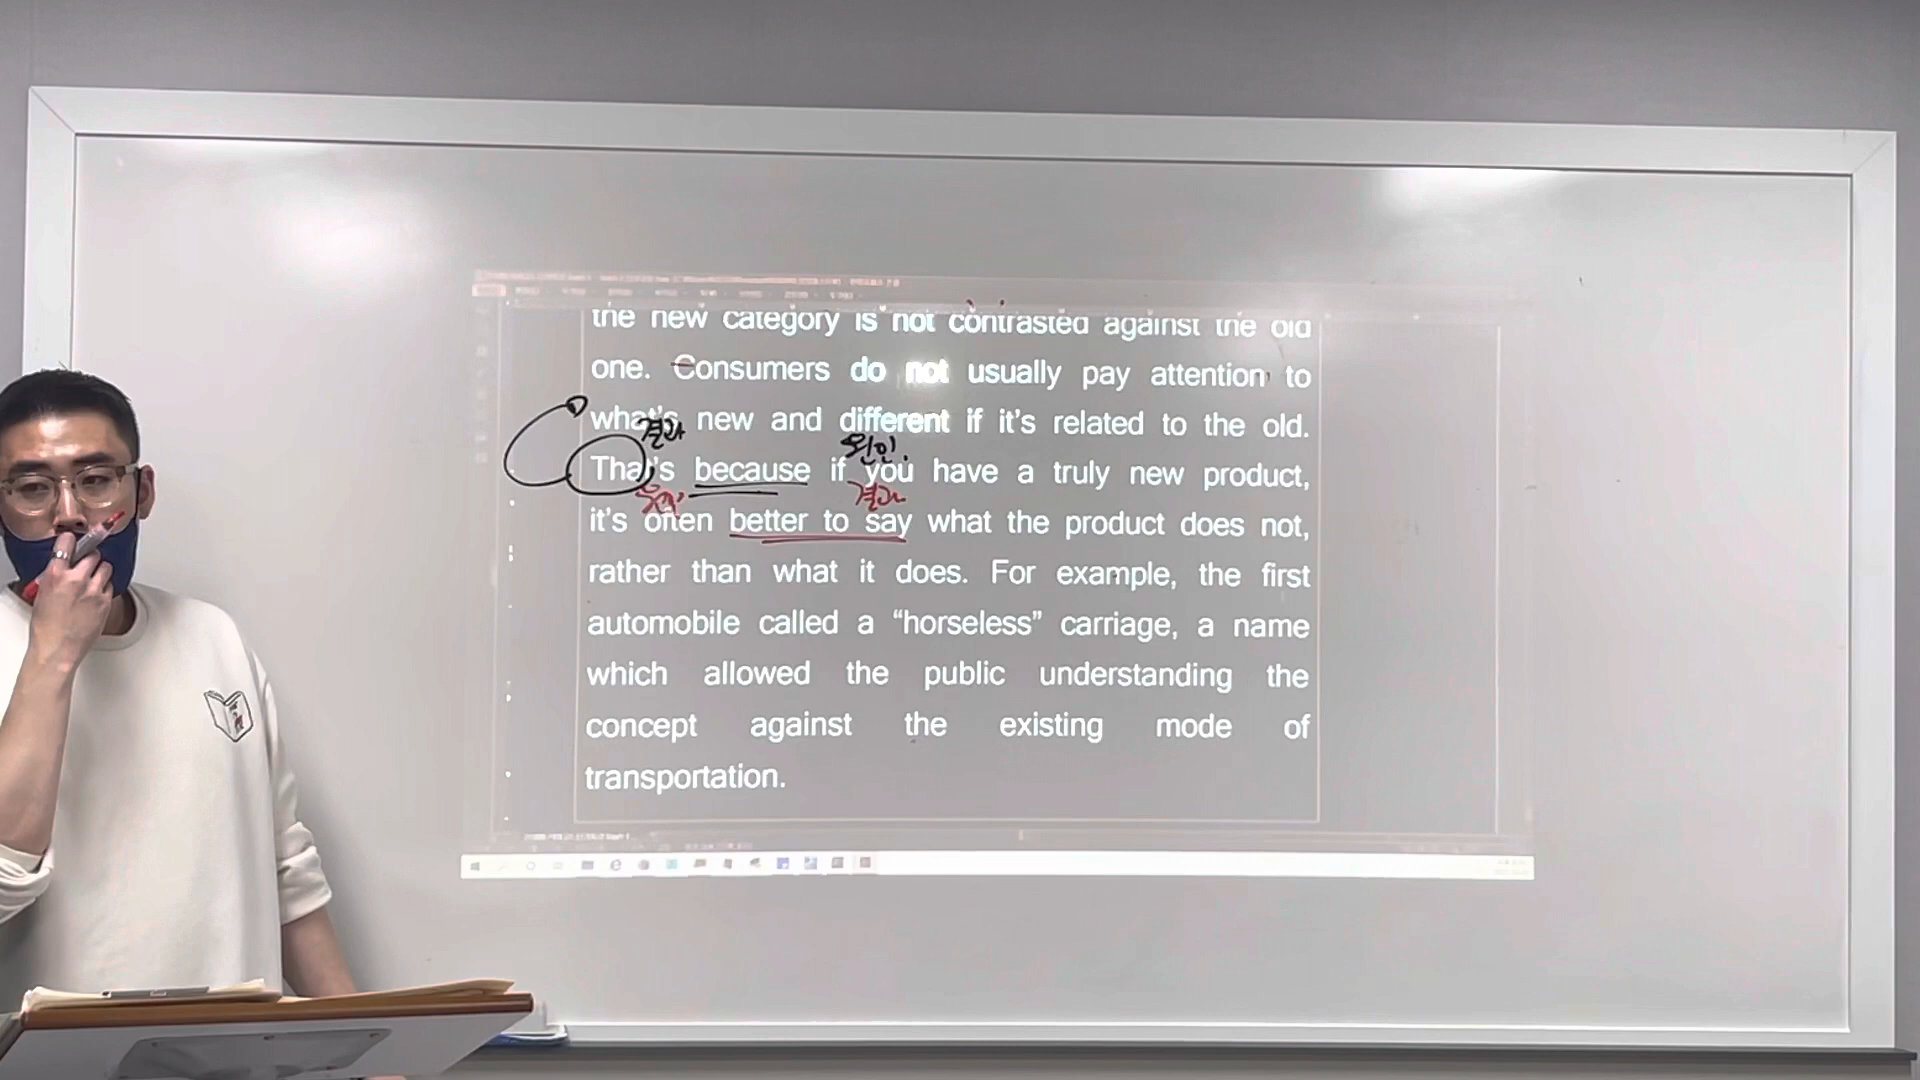 the new category is not contrasted against the old
one. Consumers do not usually pay attention to
what's new and different if it's related to the old.
결과 원인.
That's because if you have a truly new product,
결과
it's often better to say what the product does not,
rather than what it does. For example, the first
automobile called a “horseless” carriage, a name
which allowed the public understanding the
concept against the existing mode of
transportation.